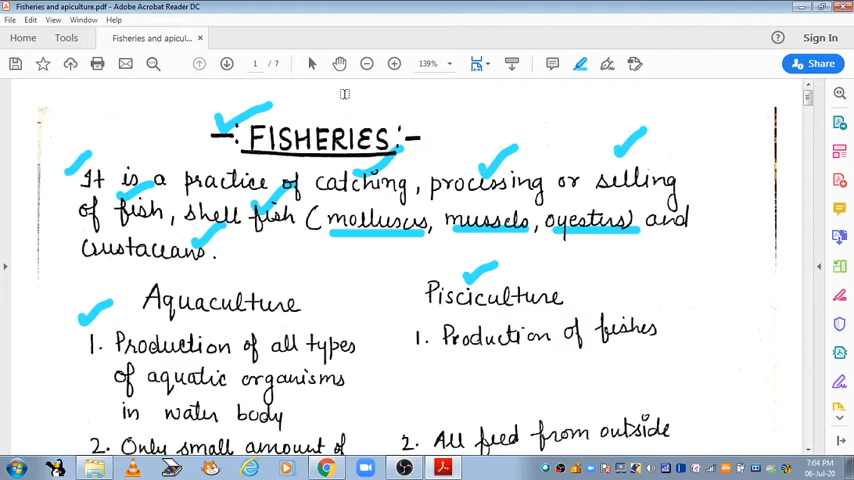 Fisheries and apiculture.pdf - Adobe Acrobat Reader DC
File Edit View Window Help
Home Tools Fisheries and apicul... × Sign In
1 / 7 139% Share
-: FISHERIES :-
It is a practice of catching, processing or selling
of fish, shell fish (molluscus, mussels, oyesturs) and
crustaceans.
Aquaculture
1. Production of all types
of aquatic organisms
in water body
2. Only small amount of
Pisciculture
1. Production of fishes
2. All feed from outside
7:04 PM
06-Jul-20